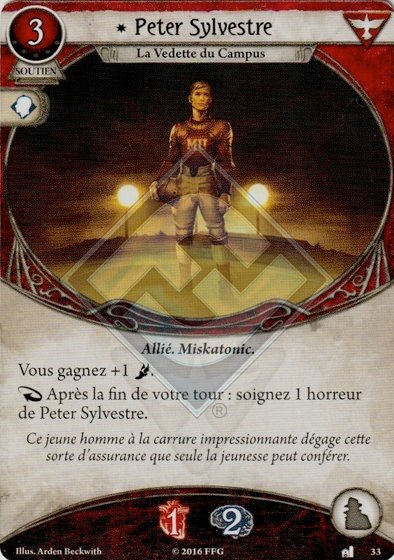 3
Peter Sylvestre
La Vedette du Campus
SOUTIEN
MU
Allié. Miskatonic.
Vous gagnez +1 .
Après la fin de votre tour : soignez 1 horreur
de Peter Sylvestre.
Ce jeune homme à la carrure impressionnante dégage cette
sorte d'assurance que seule la jeunesse peut conférer.
1 2
Illus. Arden Beckwith © 2016 FFG 33
®